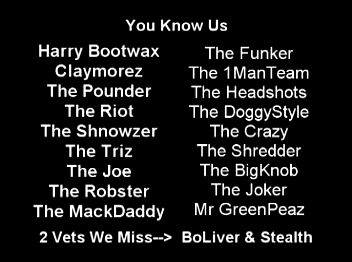 You Know Us
Harry Bootwax
Claymorez
The Pounder
The Riot
The Shnowzer
The Triz
The Joe
The Robster
The MackDaddy
The Funker
The 1ManTeam
The Headshots
The DoggyStyle
The Crazy
The Shredder
The BigKnob
The Joker
Mr GreenPeaz
2 Vets We Miss--> BoLiver & Stealth